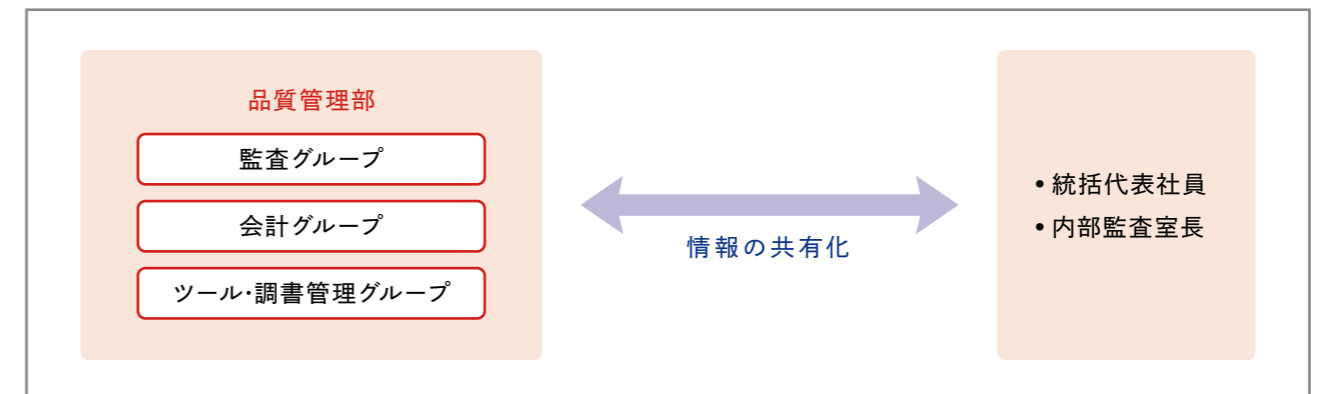 品質管理部
監査グループ
会計グループ
ツール・調書管理グループ
情報の共有化
• 統括代表社員
• 内部監査室長